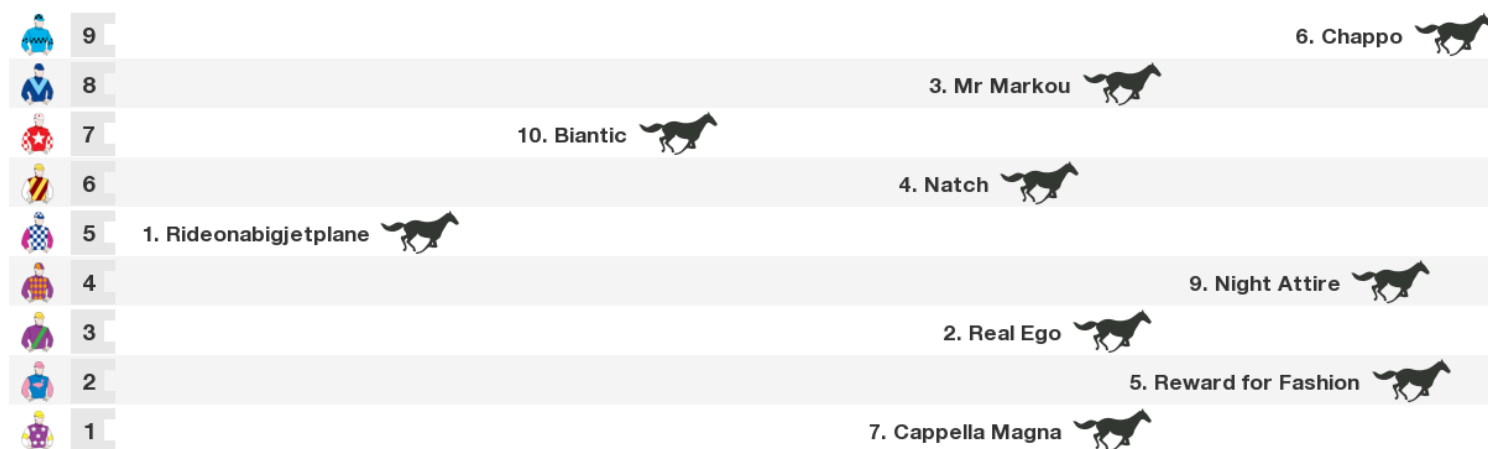 9 6. Chappo
8 3. Mr Markou
7 10. Biantic
6 4. Natch
5 1. Rideonabigjetplane
4 9. Night Attire
3 2. Real Ego
2 5. Reward for Fashion
1 7. Cappella Magna